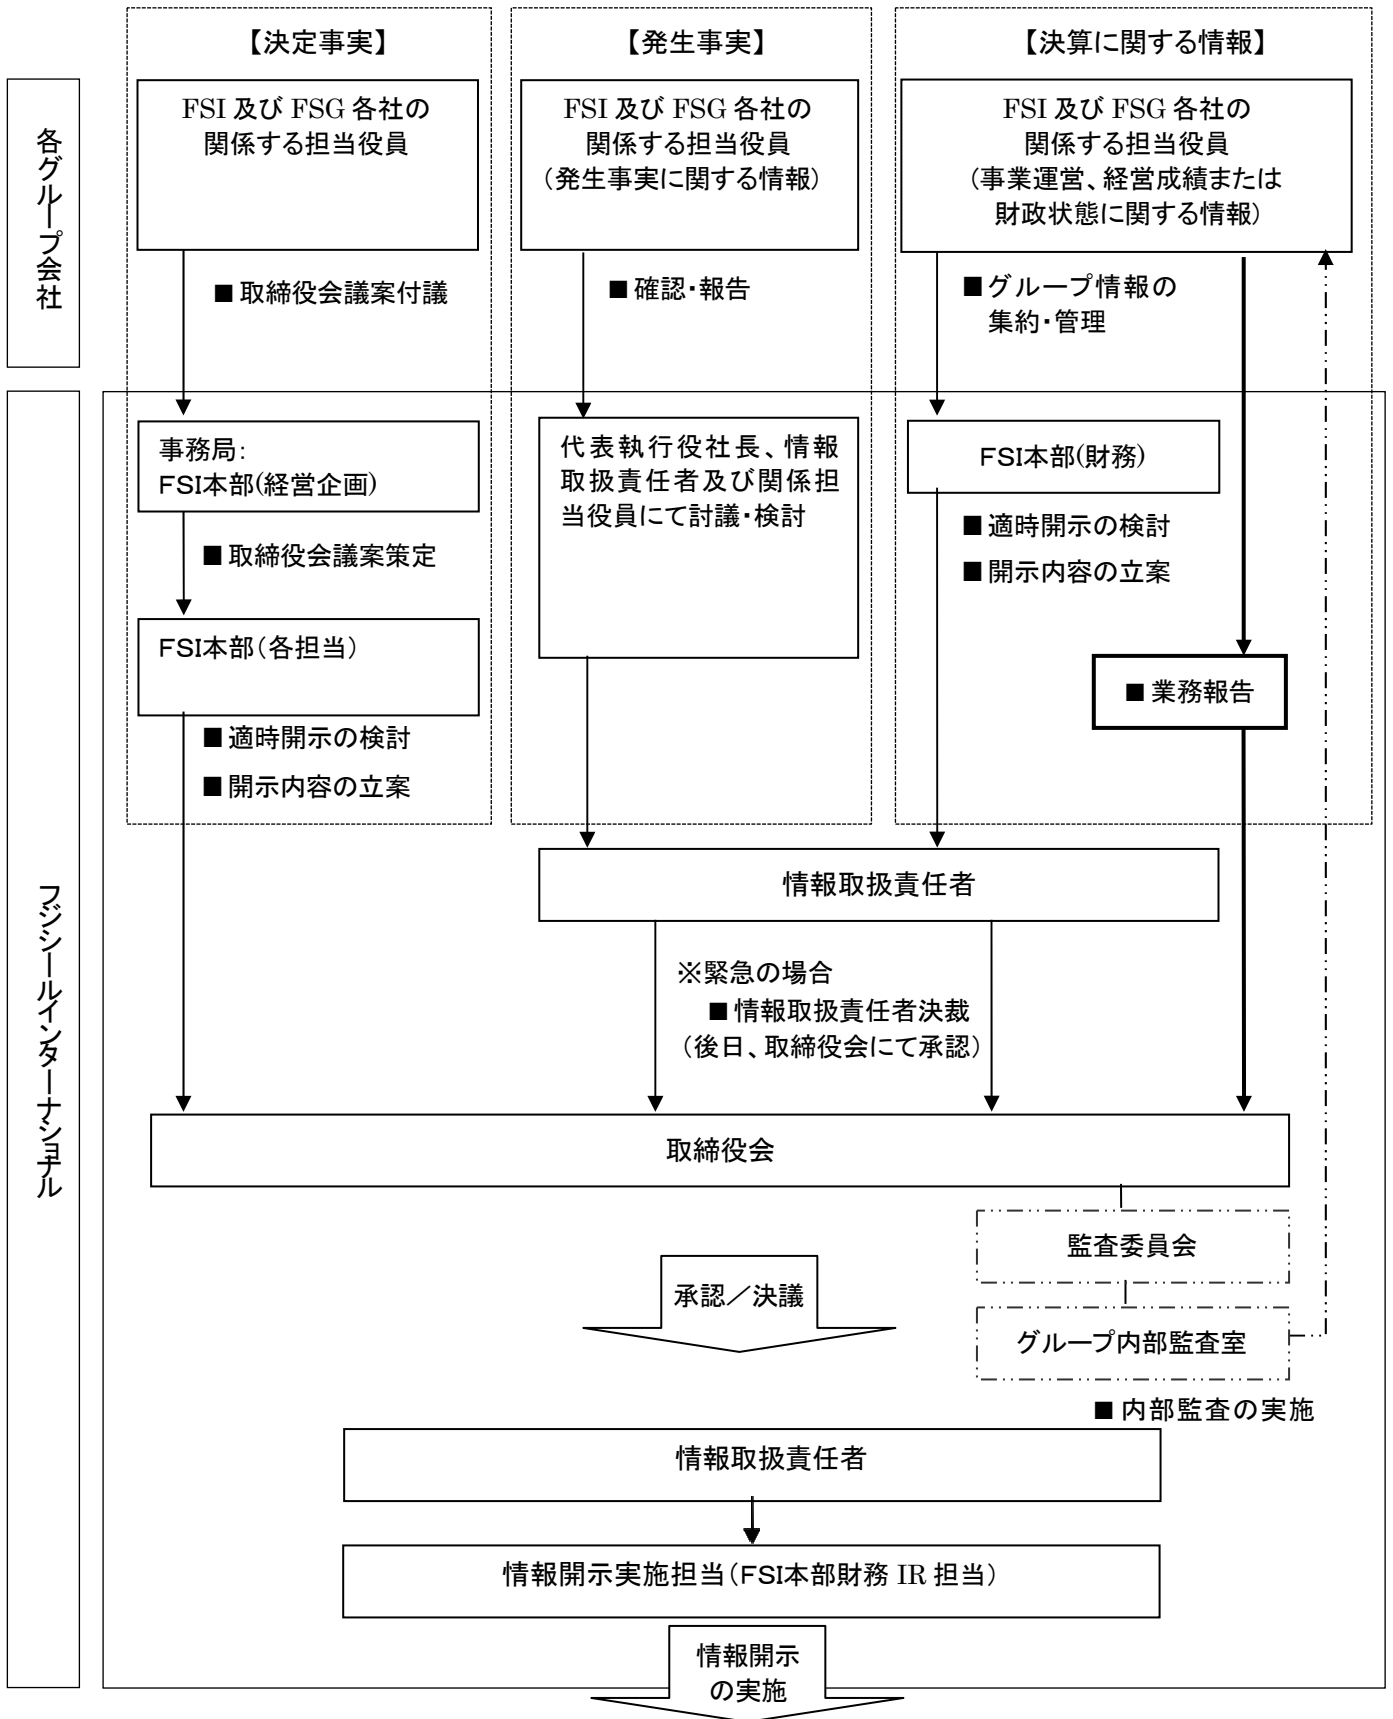 【決定事実】
【発生事実】
【決算に関する情報】
各グループ会社
FSI 及び FSG 各社の
関係する担当役員
FSI 及び FSG 各社の
関係する担当役員
（発生事実に関する情報）
FSI 及び FSG 各社の
関係する担当役員
（事業運営、経営成績または
財政状態に関する情報）
■ 取締役会議案付議
■ 確認・報告
■ グループ情報の
集約・管理
フジシールインターナショナル
事務局：
FSI本部(経営企画)
■ 取締役会議案策定
FSI本部（各担当）
■ 適時開示の検討
■ 開示内容の立案
代表執行役社長、情報
取扱責任者及び関係担
当役員にて討議・検討
FSI本部(財務)
■ 適時開示の検討
■ 開示内容の立案
■ 業務報告
情報取扱責任者
※緊急の場合
■ 情報取扱責任者決裁
（後日、取締役会にて承認）
取締役会
監査委員会
承認／決議
グループ内部監査室
■ 内部監査の実施
情報取扱責任者
情報開示実施担当（FSI本部財務 IR 担当）
情報開示
の実施